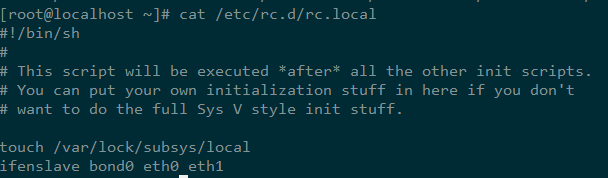 [root@localhost ~]# cat /etc/rc.d/rc.local
#!/bin/sh
#
# This script will be executed *after* all the other init scripts.
# You can put your own initialization stuff in here if you don't
# want to do the full Sys V style init stuff.

touch /var/lock/subsys/local
ifenslave bond0 eth0 eth1